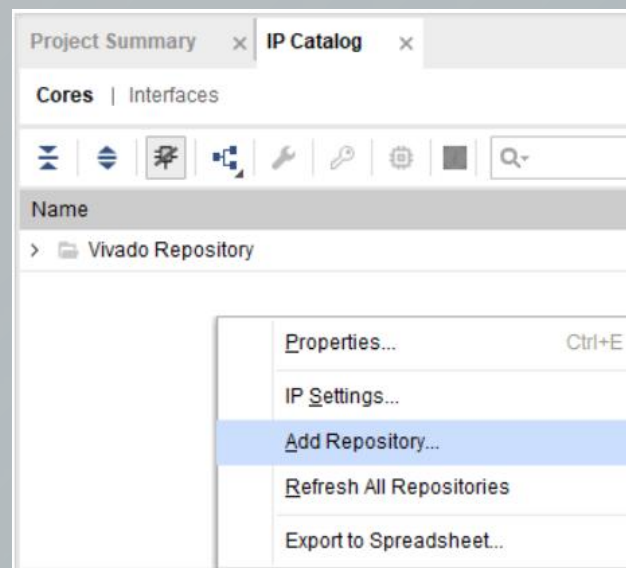 Project Summary × IP Catalog ×
Cores | Interfaces
Name
Vivado Repository
Properties... Ctrl+E
IP Settings...
Add Repository...
Refresh All Repositories
Export to Spreadsheet...